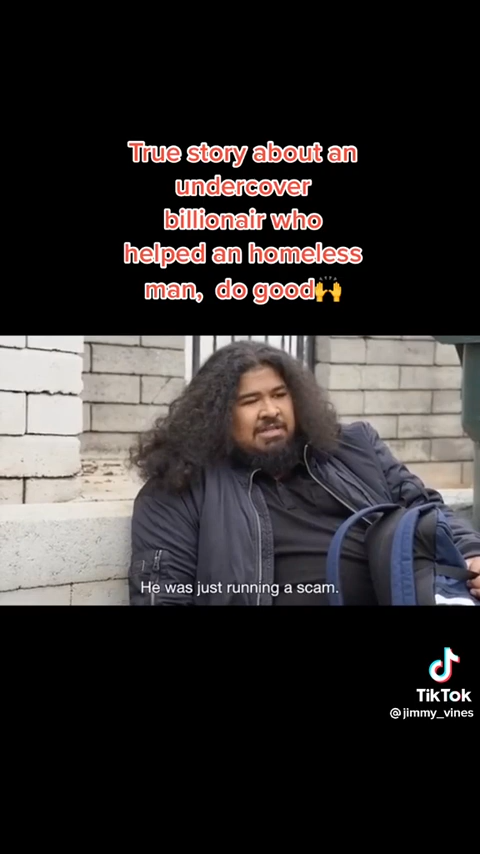 True story about an
undercover
billionair who
helped an homeless
man, do good🙌
He was just running a scam.
TikTok
@jimmy_vines